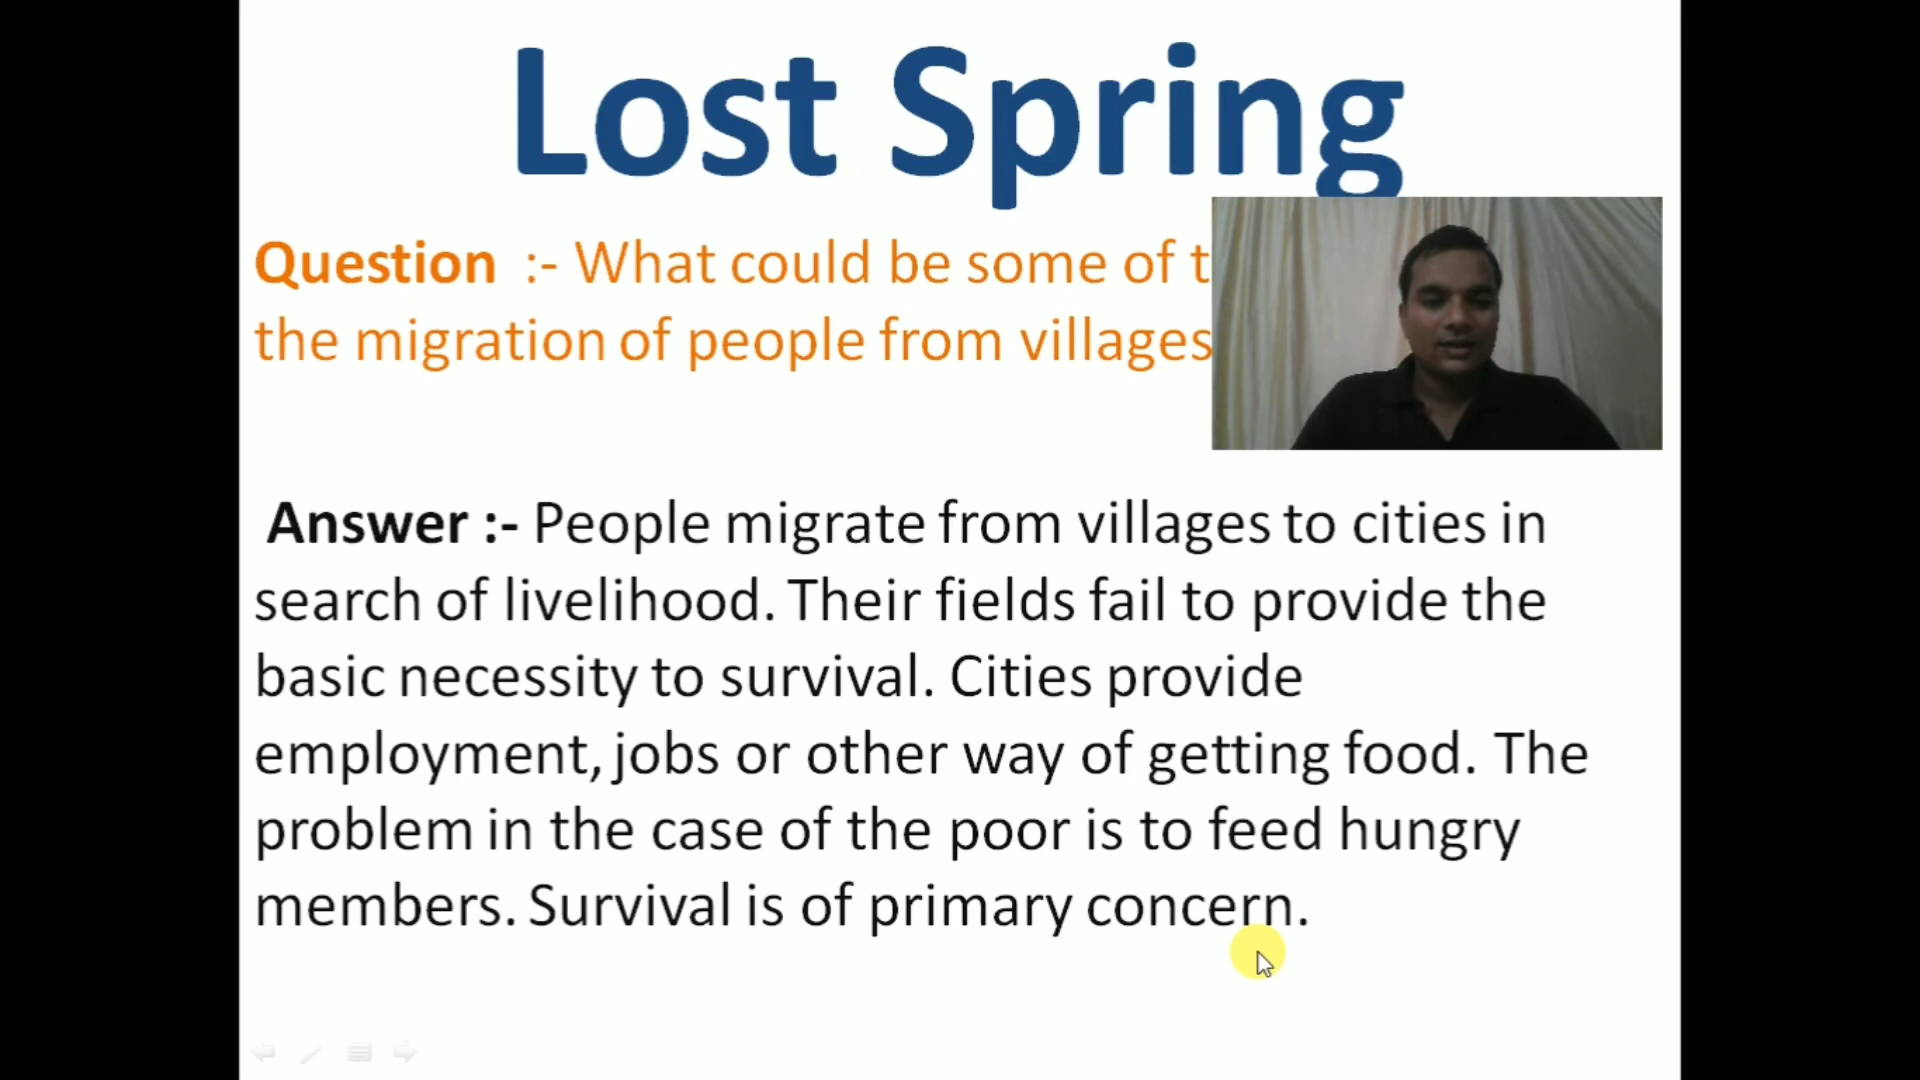 Lost Spring
Question :- What could be some of
the migration of people from villages
Answer :- People migrate from villages to cities in
search of livelihood. Their fields fail to provide the
basic necessity to survival. Cities provide
employment, jobs or other way of getting food. The
problem in the case of the poor is to feed hungry
members. Survival is of primary concern.